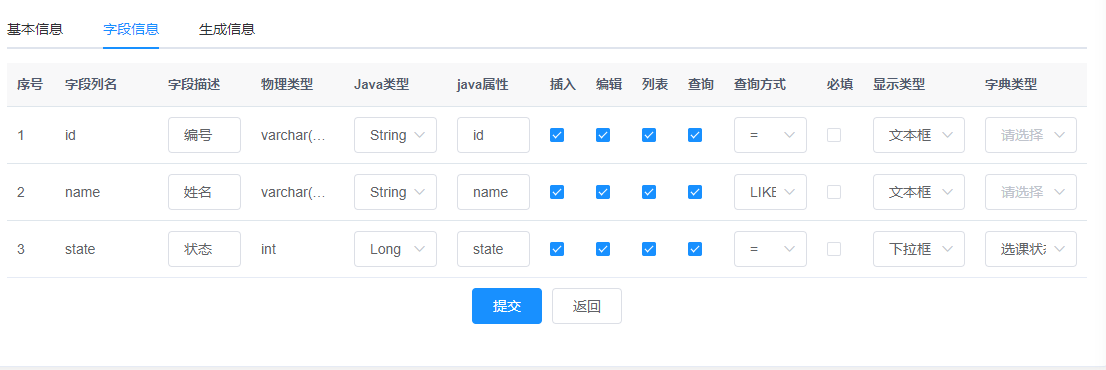 基本信息 字段信息 生成信息
序号 字段列名 字段描述 物理类型 Java类型 java属性 插入 编辑 列表 查询 查询方式 必填 显示类型 字典类型
1 id 编号 varchar(... String id = 文本框 请选择
2 name 姓名 varchar(... String name LIKE 文本框 请选择
3 state 状态 int Long state = 下拉框 选课状
提交 返回